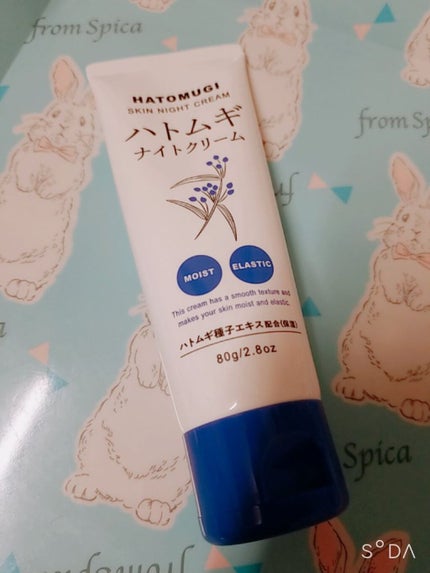 from Spica
HATOMUGI
SKIN NIGHT CREAM
ハトムギ
ナイトクリーム
from Spica
MOIST
ELASTIC
This cream has a smooth texture and
makes your skin moist and elastic.
ハトムギ種子エキス配合(保湿)
80g/2.8oz
Spica
SODA